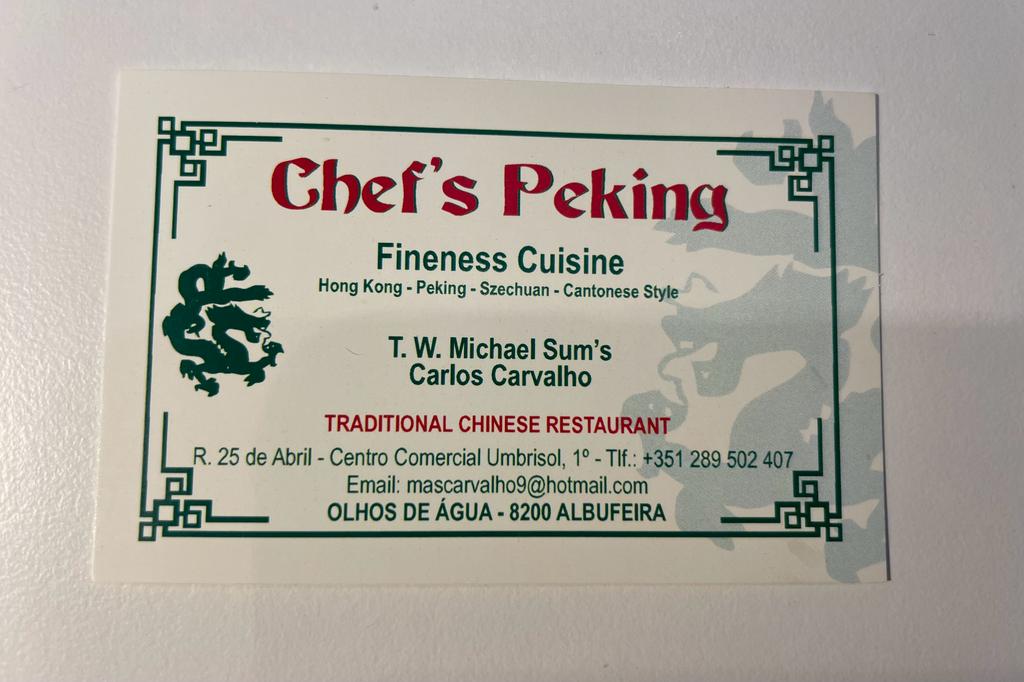 Chef's Peking
Fineness Cuisine
Hong Kong - Peking - Szechuan - Cantonese Style
T. W. Michael Sum's
Carlos Carvalho
TRADITIONAL CHINESE RESTAURANT
R. 25 de Abril - Centro Comercial Umbrisol, 1º - Tlf.: +351 289 502 407
Email: mascarvalho9@hotmail.com
OLHOS DE ÁGUA - 8200 ALBUFEIRA